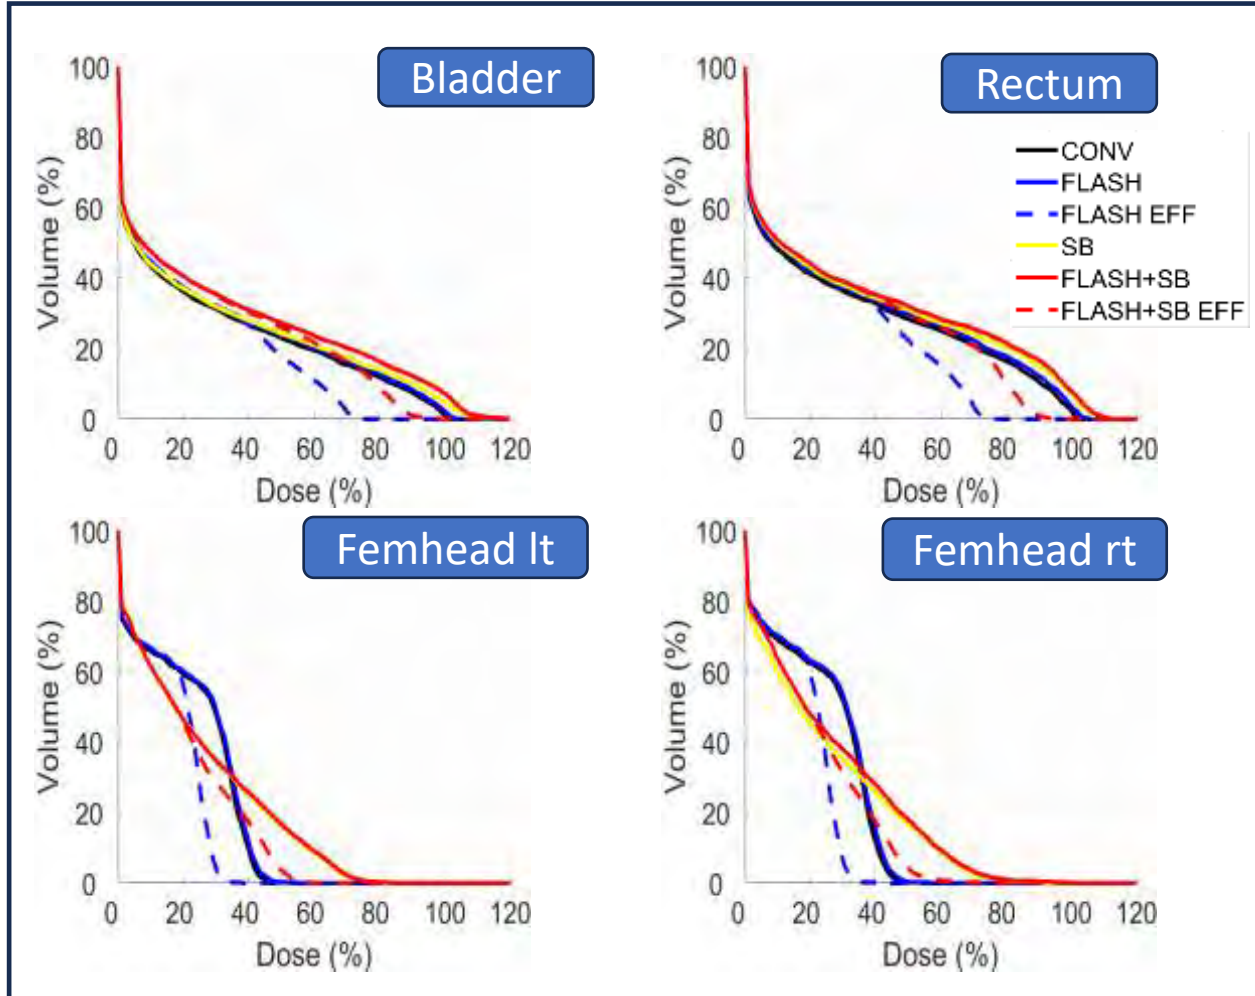 Bladder
100
80
60
40
20
0
Volume (%)
0 20 40 60 80 100 120
Dose (%)
Rectum
100
80
60
40
20
0
Volume (%)
CONV
FLASH
FLASH EFF
SB
FLASH+SB
FLASH+SB EFF
0 20 40 60 80 100 120
Dose (%)
Femhead lt
100
80
60
40
20
0
Volume (%)
0 20 40 60 80 100 120
Dose (%)
Femhead rt
100
80
60
40
20
0
Volume (%)
0 20 40 60 80 100 120
Dose (%)